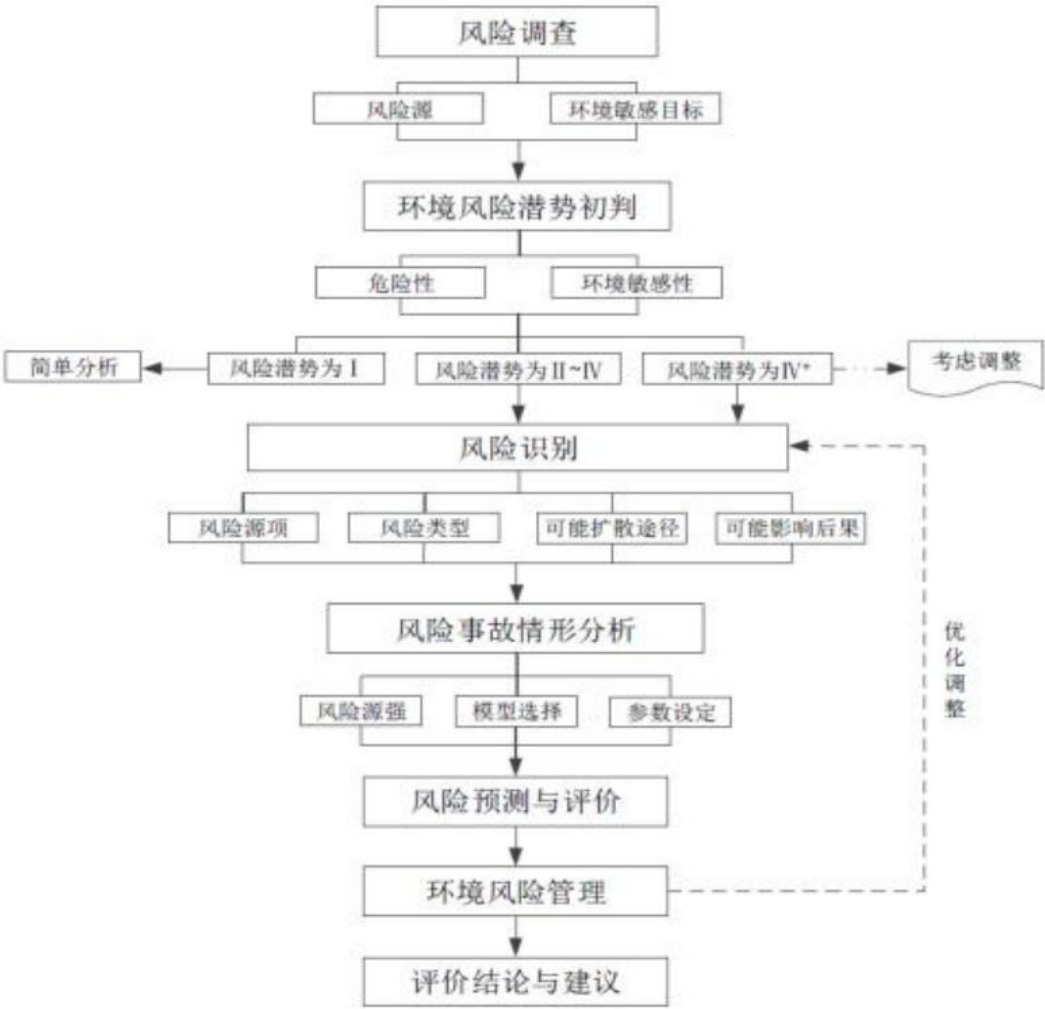 风险调查
风险源
环境敏感目标
环境风险潜势初判
危险性
环境敏感性
简单分析
风险潜势为Ⅰ
风险潜势为Ⅱ~Ⅳ
风险潜势为Ⅳ+
考虑调整
风险识别
风险源项
风险类型
可能扩散途径
可能影响后果
风险事故情形分析
优化调整
风险源强
模型选择
参数设定
风险预测与评价
环境风险管理
评价结论与建议